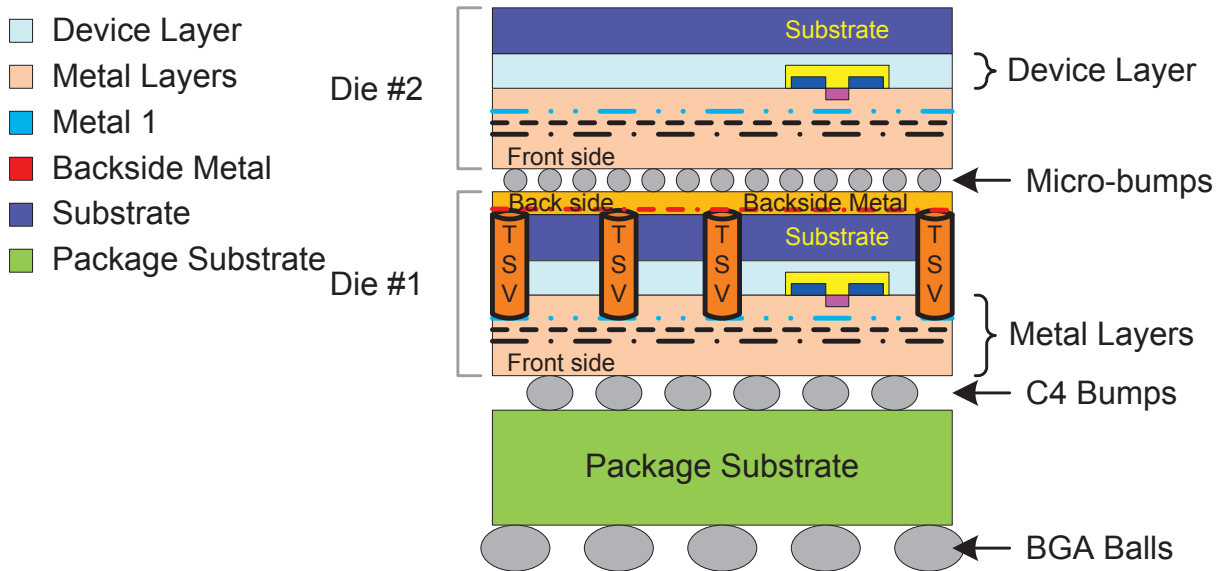 Device Layer
Metal Layers
Metal 1
Backside Metal
Substrate
Package Substrate
Die #2
Substrate
Device Layer
Front side
Micro-bumps
Die #1
Back side
Backside Metal
TSV
TSV
TSV
TSV
Substrate
Front side
Metal Layers
C4 Bumps
Package Substrate
BGA Balls